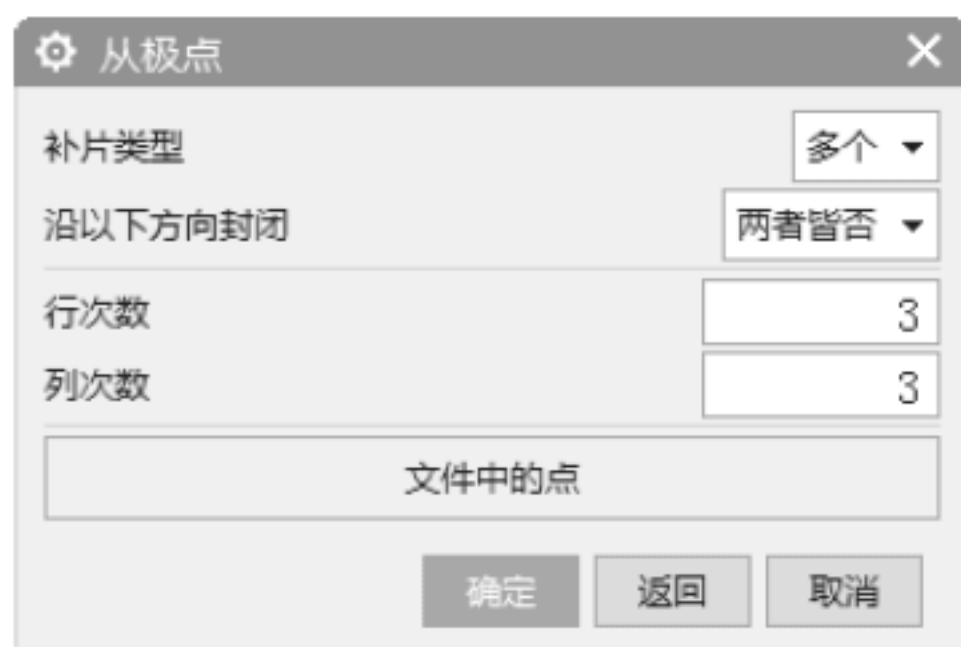 从极点
补片类型 多个
沿以下方向封闭 两者皆否
行次数 3
列次数 3
文件中的点
确定 返回 取消